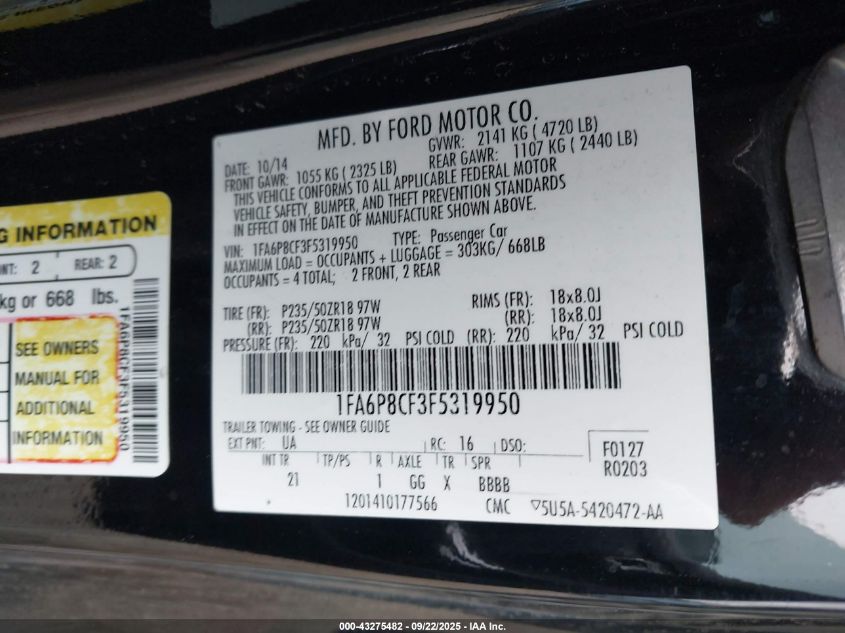 MFD. BY FORD MOTOR CO.
DATE: 10/14 GVWR: 2141 KG ( 4720 LB)
FRONT GAWR: 1055 KG ( 2325 LB) REAR GAWR: 1107 KG ( 2440 LB)
THIS VEHICLE CONFORMS TO ALL APPLICABLE FEDERAL MOTOR
VEHICLE SAFETY, BUMPER, AND THEFT PREVENTION STANDARDS
IN EFFECT ON THE DATE OF MANUFACTURE SHOWN ABOVE.
VIN: 1FA6P8CF3F5319950 TYPE: Passenger Car
MAXIMUM LOAD = OCCUPANTS + LUGGAGE = 303KG/ 668LB
OCCUPANTS = 4 TOTAL; 2 FRONT, 2 REAR
TIRE (FR): P235/50ZR18 97W RIMS (FR): 18x8.0J
(RR): P235/50ZR18 97W (RR): 18x8.0J
PRESSURE (FR): 220 kPa/ 32 PSI COLD (RR): 220 kPa/ 32 PSI COLD
1FA6P8CF3F5319950
TRAILER TOWING - SEE OWNER GUIDE
EXT PNT: UA RC: 16 DSO: F0127
R0203
INT TR TP/PS R AXLE TR SPR
21 1 GG X BBBB
1201410177566 CMC ▽5U5A-5420472-AA
G INFORMATION
NT: 2 REAR: 2
kg or 668 lbs.
SEE OWNERS
MANUAL FOR
ADDITIONAL
INFORMATION
1FA6P8CF3F5319950
000-43275482 - 09/22/2025 - IAA Inc.